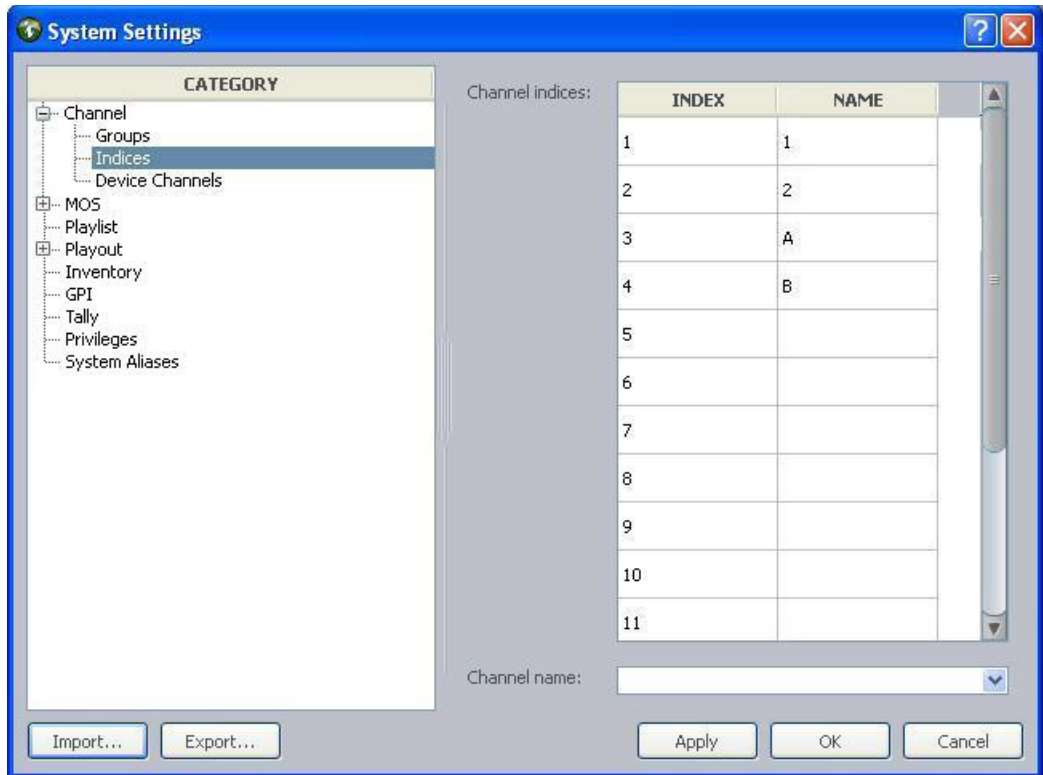 System Settings
CATEGORY
Channel
Groups
Indices
Device Channels
MOS
Playlist
Playout
Inventory
GPI
Tally
Privileges
System Aliases
Channel indices:
INDEX NAME
1 1
2 2
3 A
4 B
5
6
7
8
9
10
11
Channel name:
Import... Export... Apply OK Cancel